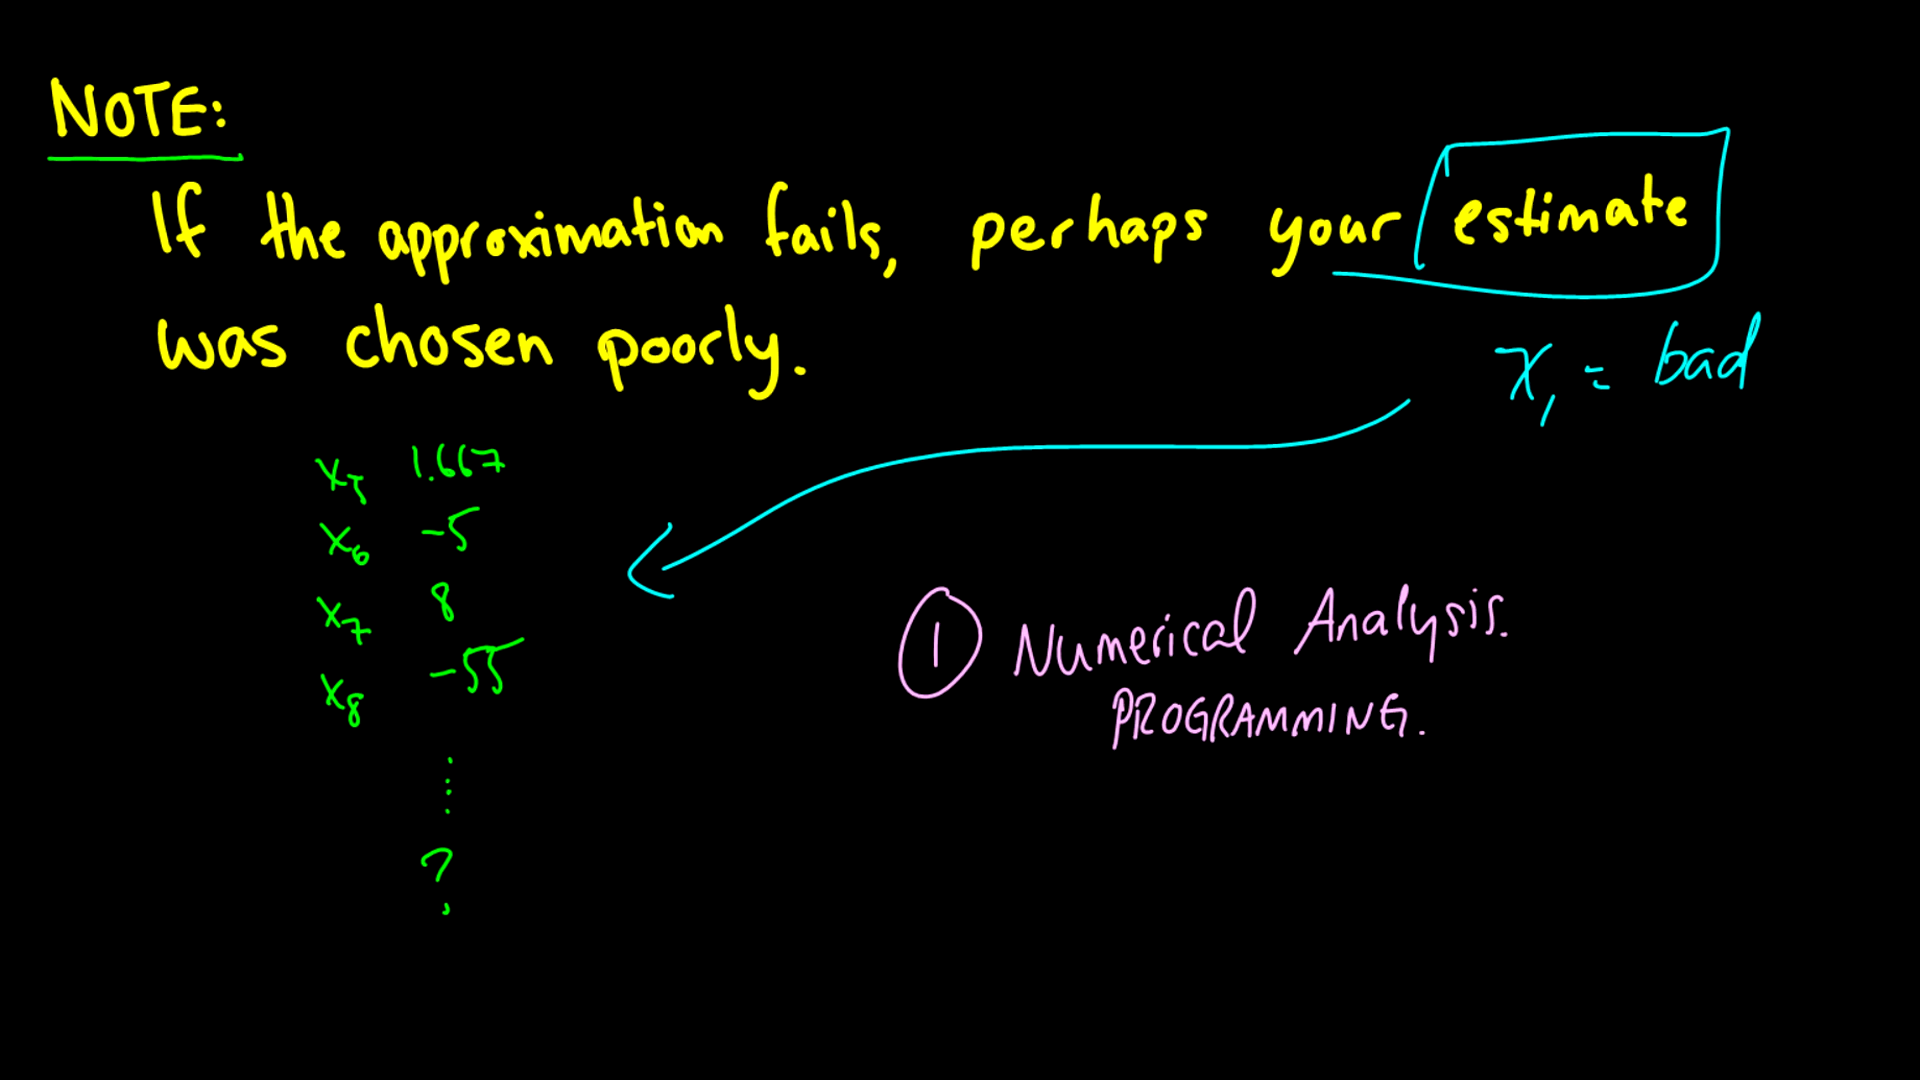 NOTE:
If the approximation fails, perhaps your estimate
was chosen poorly.
x₁ = bad
x₅ 1.667
x₆ -5
x₇ 8
x₈ -55
⋮
?
① Numerical Analysis.
PROGRAMMING.